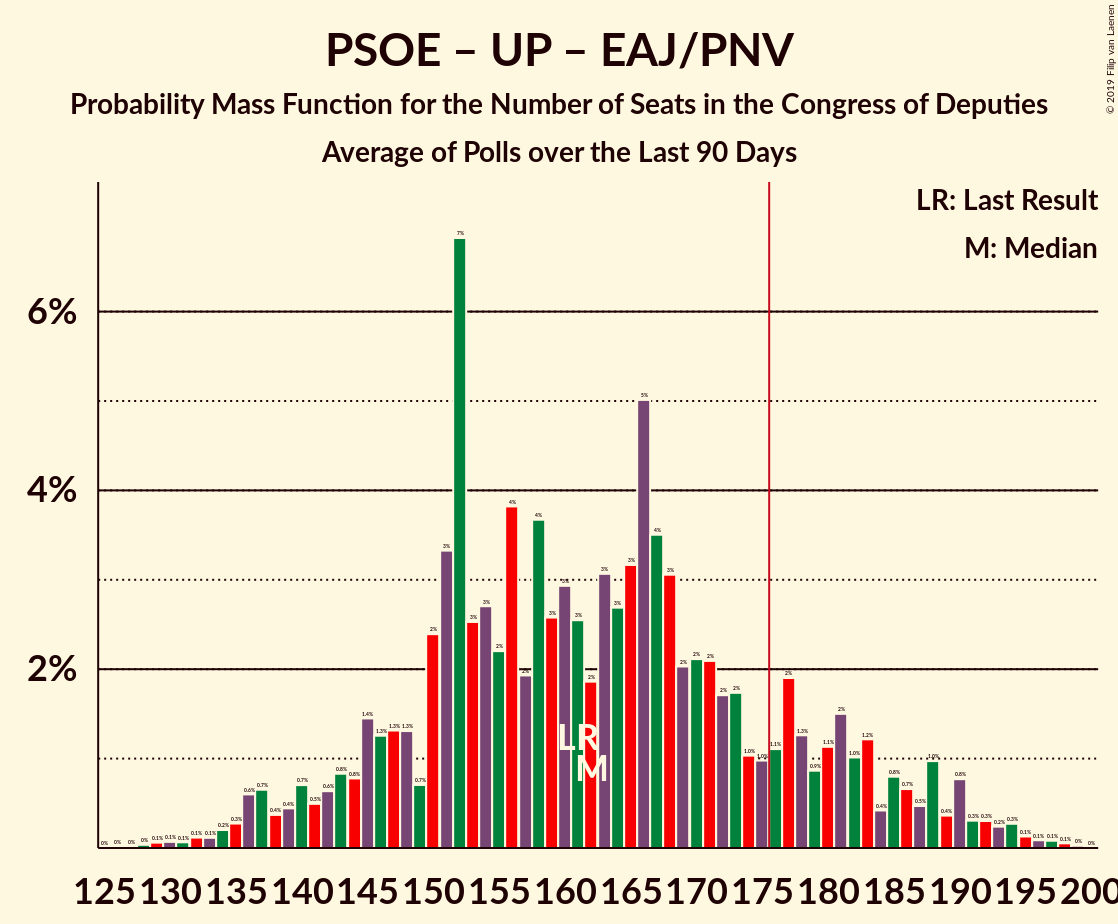 PSOE – UP – EAJ/PNV
Probability Mass Function for the Number of Seats in the Congress of Deputies
Average of Polls over the Last 90 Days
© 2019 Filip van Laenen
LR: Last Result
M: Median
6%
4%
2%
0% 0% 0% 0% 0.1% 0.1% 0.1% 0.1% 0.1% 0.2% 0.3% 0.6% 0.7% 0.4% 0.4% 0.7% 0.5% 0.6% 0.8% 0.8% 1.4% 1.3% 1.3% 1.3% 0.7% 2% 3% 7% 3% 3% 2% 4% 2% 4% 3% 3% 3% 2% 3% 3% 3% 5% 4% 3% 2% 2% 2% 2% 2% 1.0% 1.0% 1.1% 2% 1.3% 0.9% 1.1% 2% 1.0% 1.2% 0.4% 0.8% 0.7% 0.5% 1.0% 0.4% 0.8% 0.3% 0.3% 0.2% 0.3% 0.1% 0.1% 0.1% 0.1% 0% 0%
LR
M
125 130 135 140 145 150 155 160 165 170 175 180 185 190 195 200